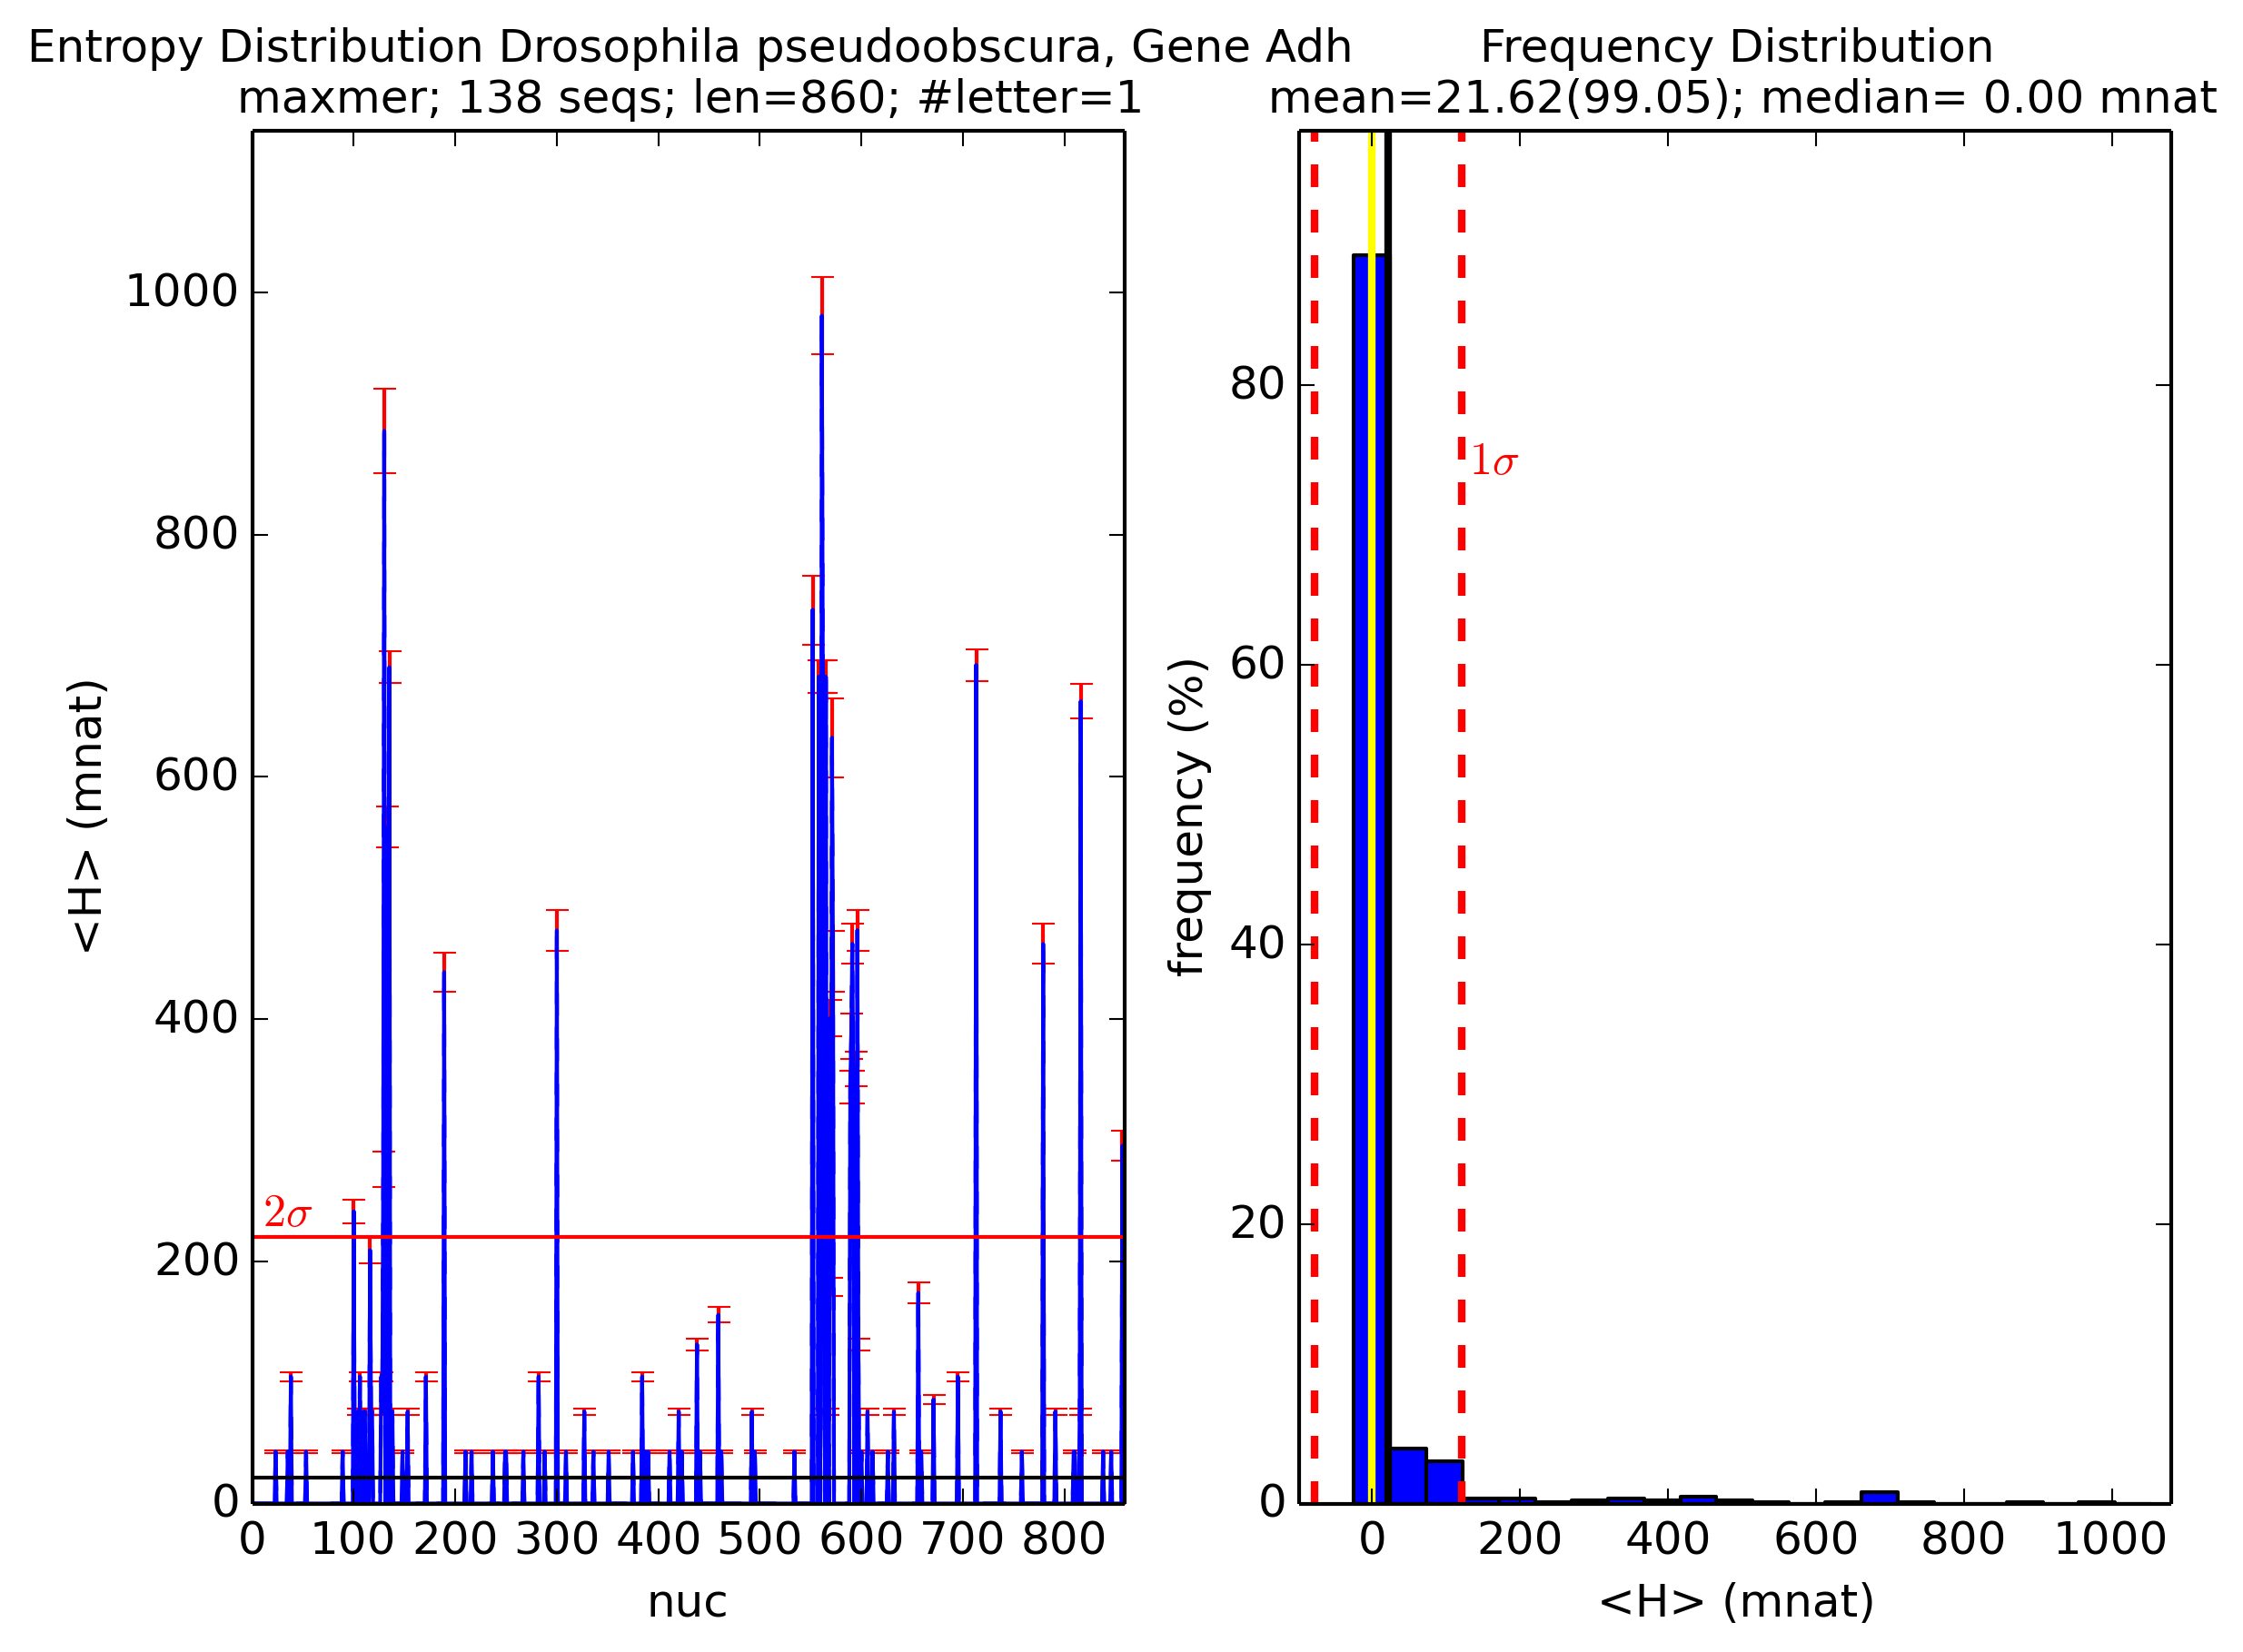 Entropy Distribution Drosophila pseudoobscura, Gene Adh
maxmer; 138 seqs; len=860; #letter=1
<H> (mnat)
1000
800
600
400
200
0
2σ
0 100 200 300 400 500 600 700 800
nuc
Frequency Distribution
mean=21.62(99.05); median= 0.00 mnat
frequency (%)
80
60
40
20
0
1σ
0 200 400 600 800 1000
<H> (mnat)